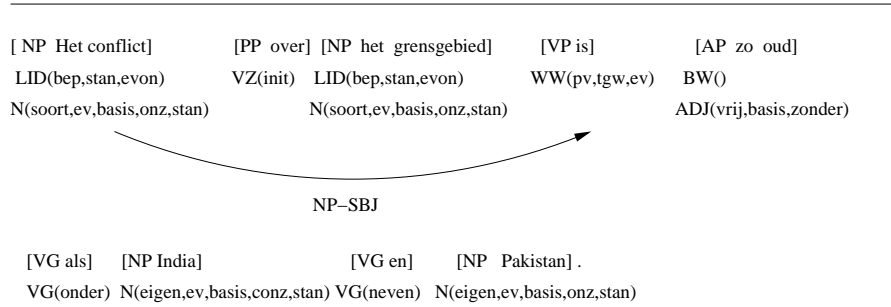 [ NP Het conflict] [PP over] [NP het grensgebied] [VP is] [AP zo oud]
LID(bep,stan,evon) VZ(init) LID(bep,stan,evon) WW(pv,tgw,ev) BW()
N(soort,ev,basis,onz,stan) N(soort,ev,basis,onz,stan) ADJ(vrij,basis,zonder)
NP–SBJ
[VG als] [NP India] [VG en] [NP Pakistan] .
VG(onder) N(eigen,ev,basis,conz,stan) VG(neven) N(eigen,ev,basis,onz,stan)